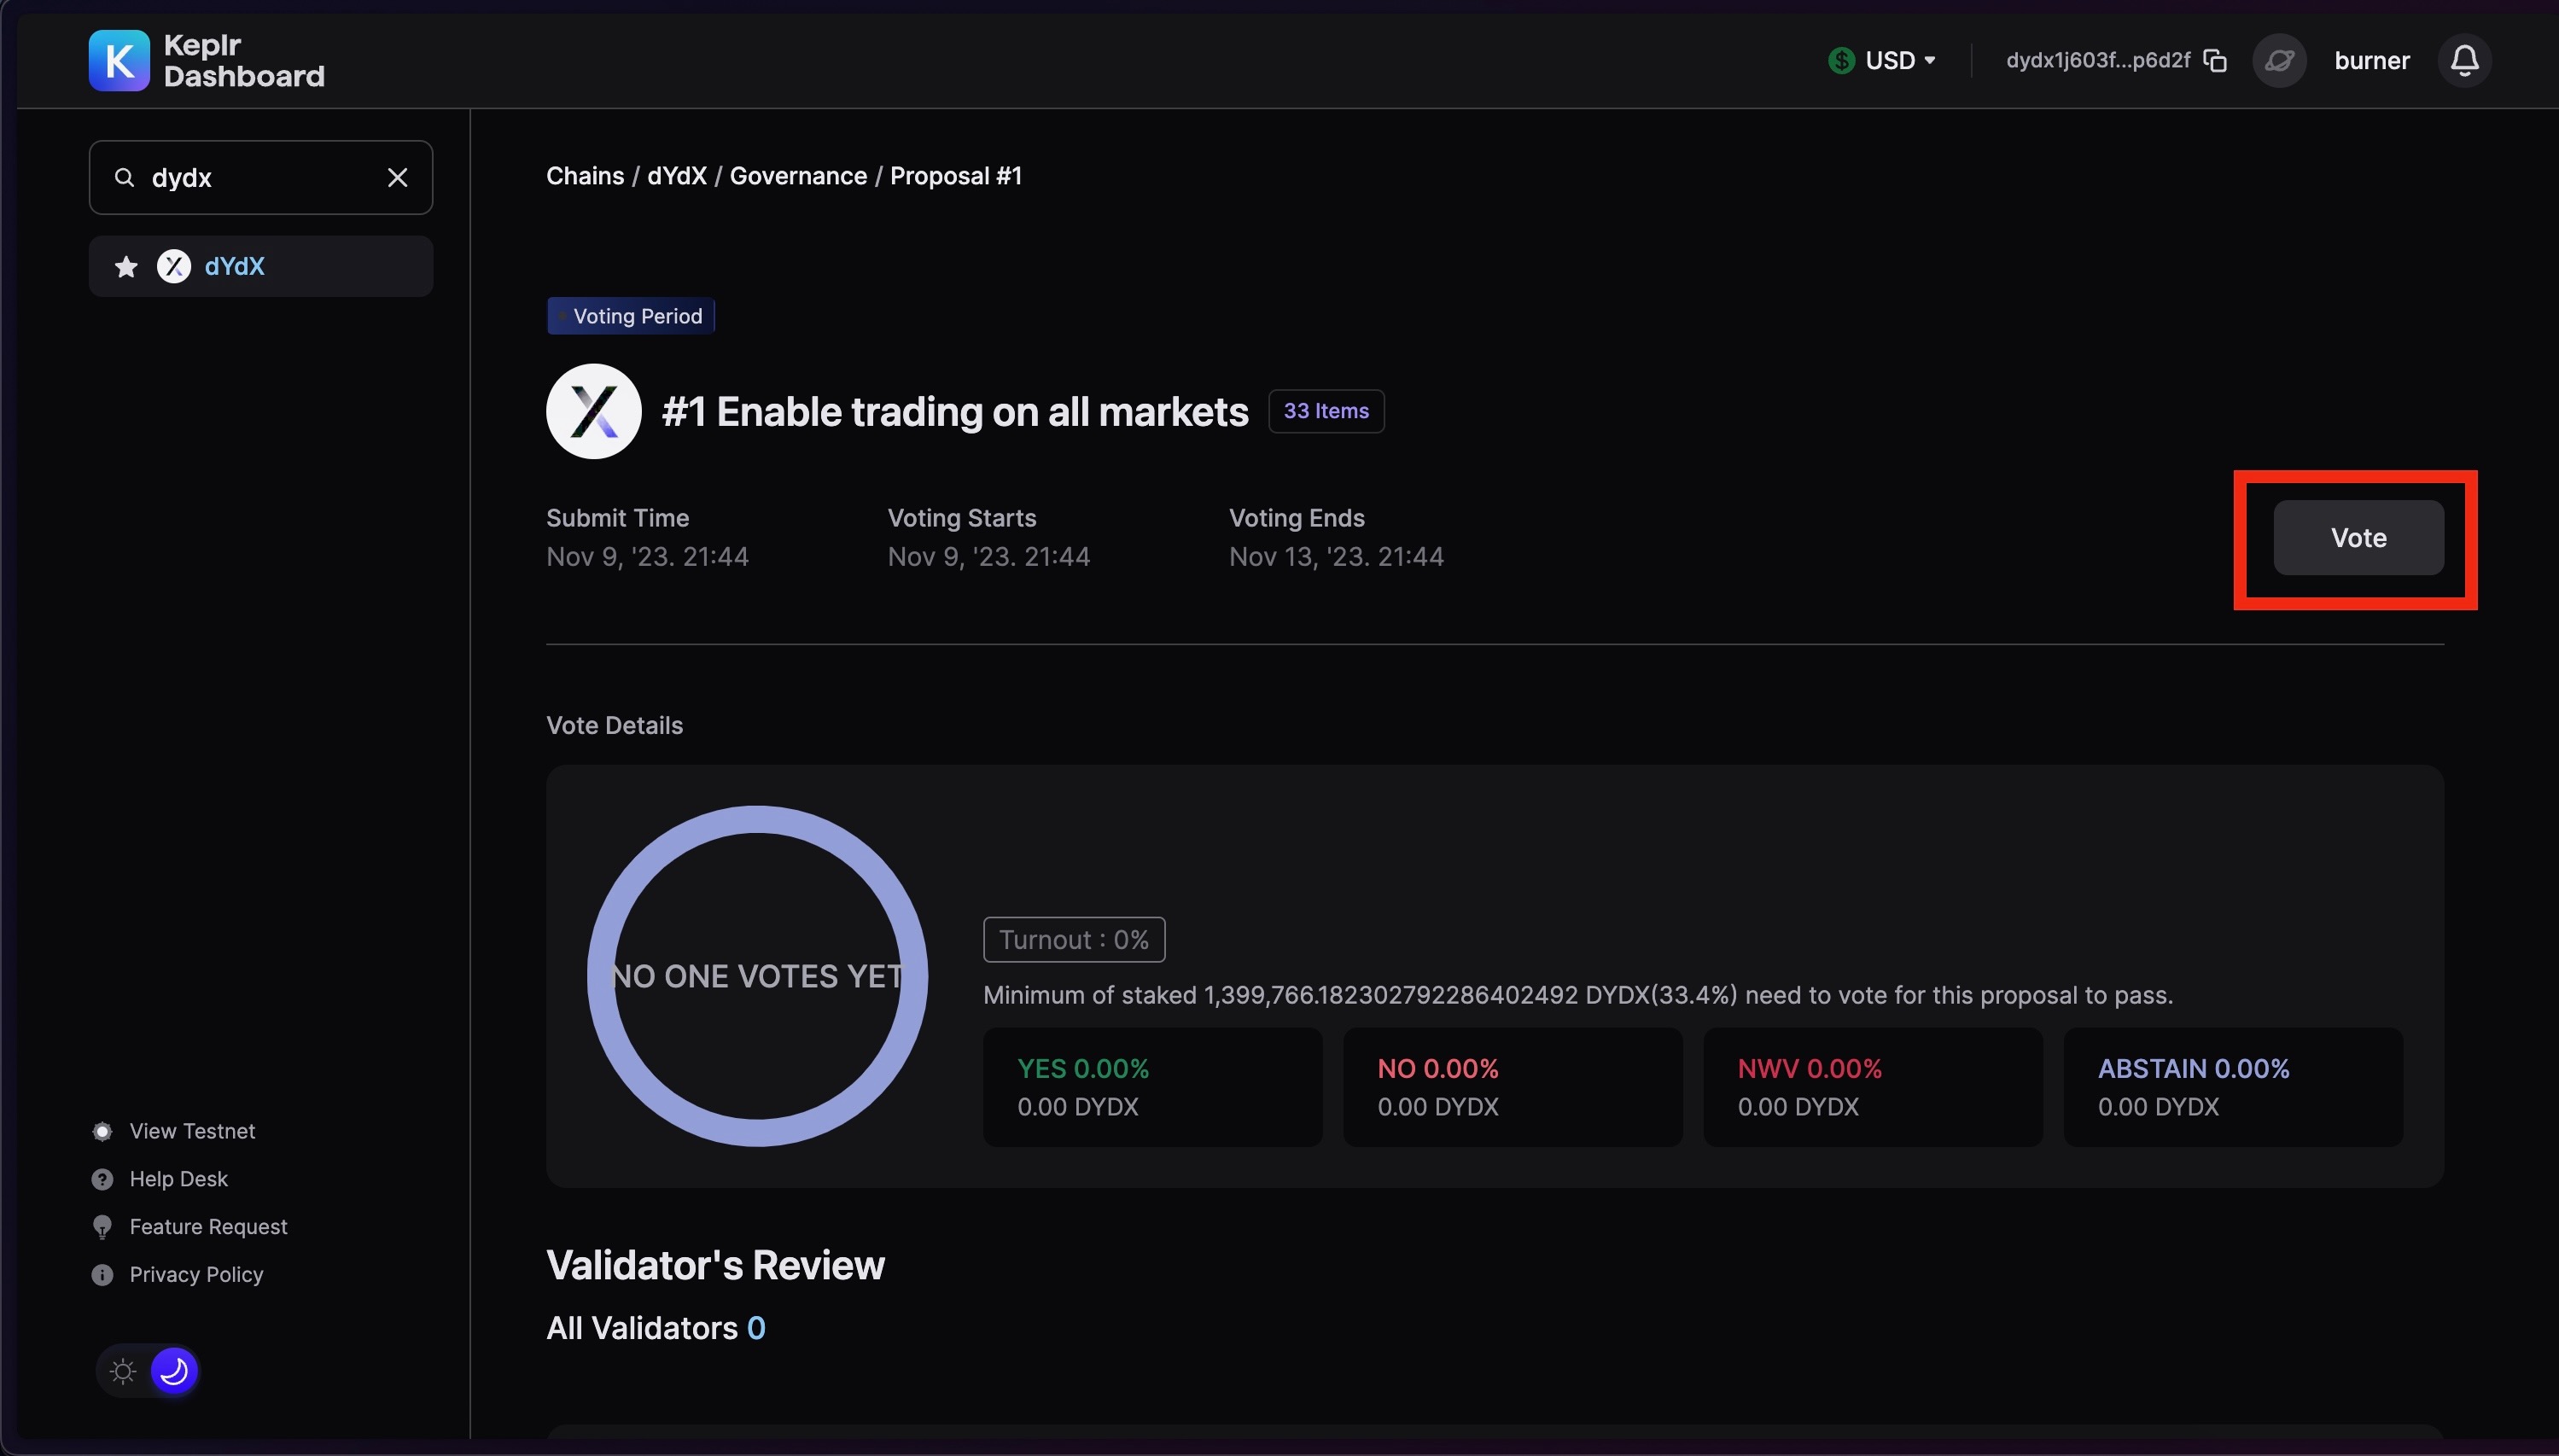 K
Keplr
Dashboard
$ USD
dydx1j603f...p6d2f
burner
dydx
dYdX
Chains / dYdX / Governance / Proposal #1
Voting Period
#1 Enable trading on all markets
33 Items
Submit Time
Nov 9, '23. 21:44
Voting Starts
Nov 9, '23. 21:44
Voting Ends
Nov 13, '23. 21:44
Vote
Vote Details
NO ONE VOTES YET
Turnout : 0%
Minimum of staked 1,399,766.182302792286402492 DYDX(33.4%) need to vote for this proposal to pass.
YES 0.00%
0.00 DYDX
NO 0.00%
0.00 DYDX
NWV 0.00%
0.00 DYDX
ABSTAIN 0.00%
0.00 DYDX
View Testnet
Help Desk
Feature Request
Privacy Policy
Validator's Review
All Validators 0